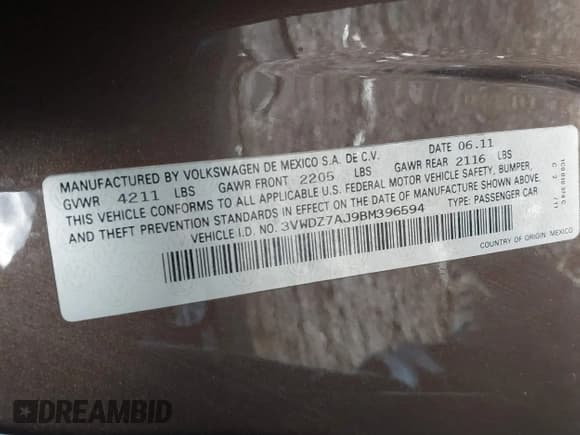 MANUFACTURED BY VOLKSWAGEN DE MEXICO S.A. DE C.V. DATE 06.11
GVWR 4211 LBS GAWR FRONT 2205 LBS GAWR REAR 2116 LBS
THIS VEHICLE CONFORMS TO ALL APPLICABLE U.S. FEDERAL MOTOR VEHICLE SAFETY, BUMPER,
AND THEFT PREVENTION STANDARDS IN EFFECT ON THE DATE OF MANUFACTURE SHOWN ABOVE.
VEHICLE I.D. NO. 3VWDZ7AJ9BM396594 TYPE: PASSENGER CAR
COUNTRY OF ORIGIN: MEXICO
DREAMBID